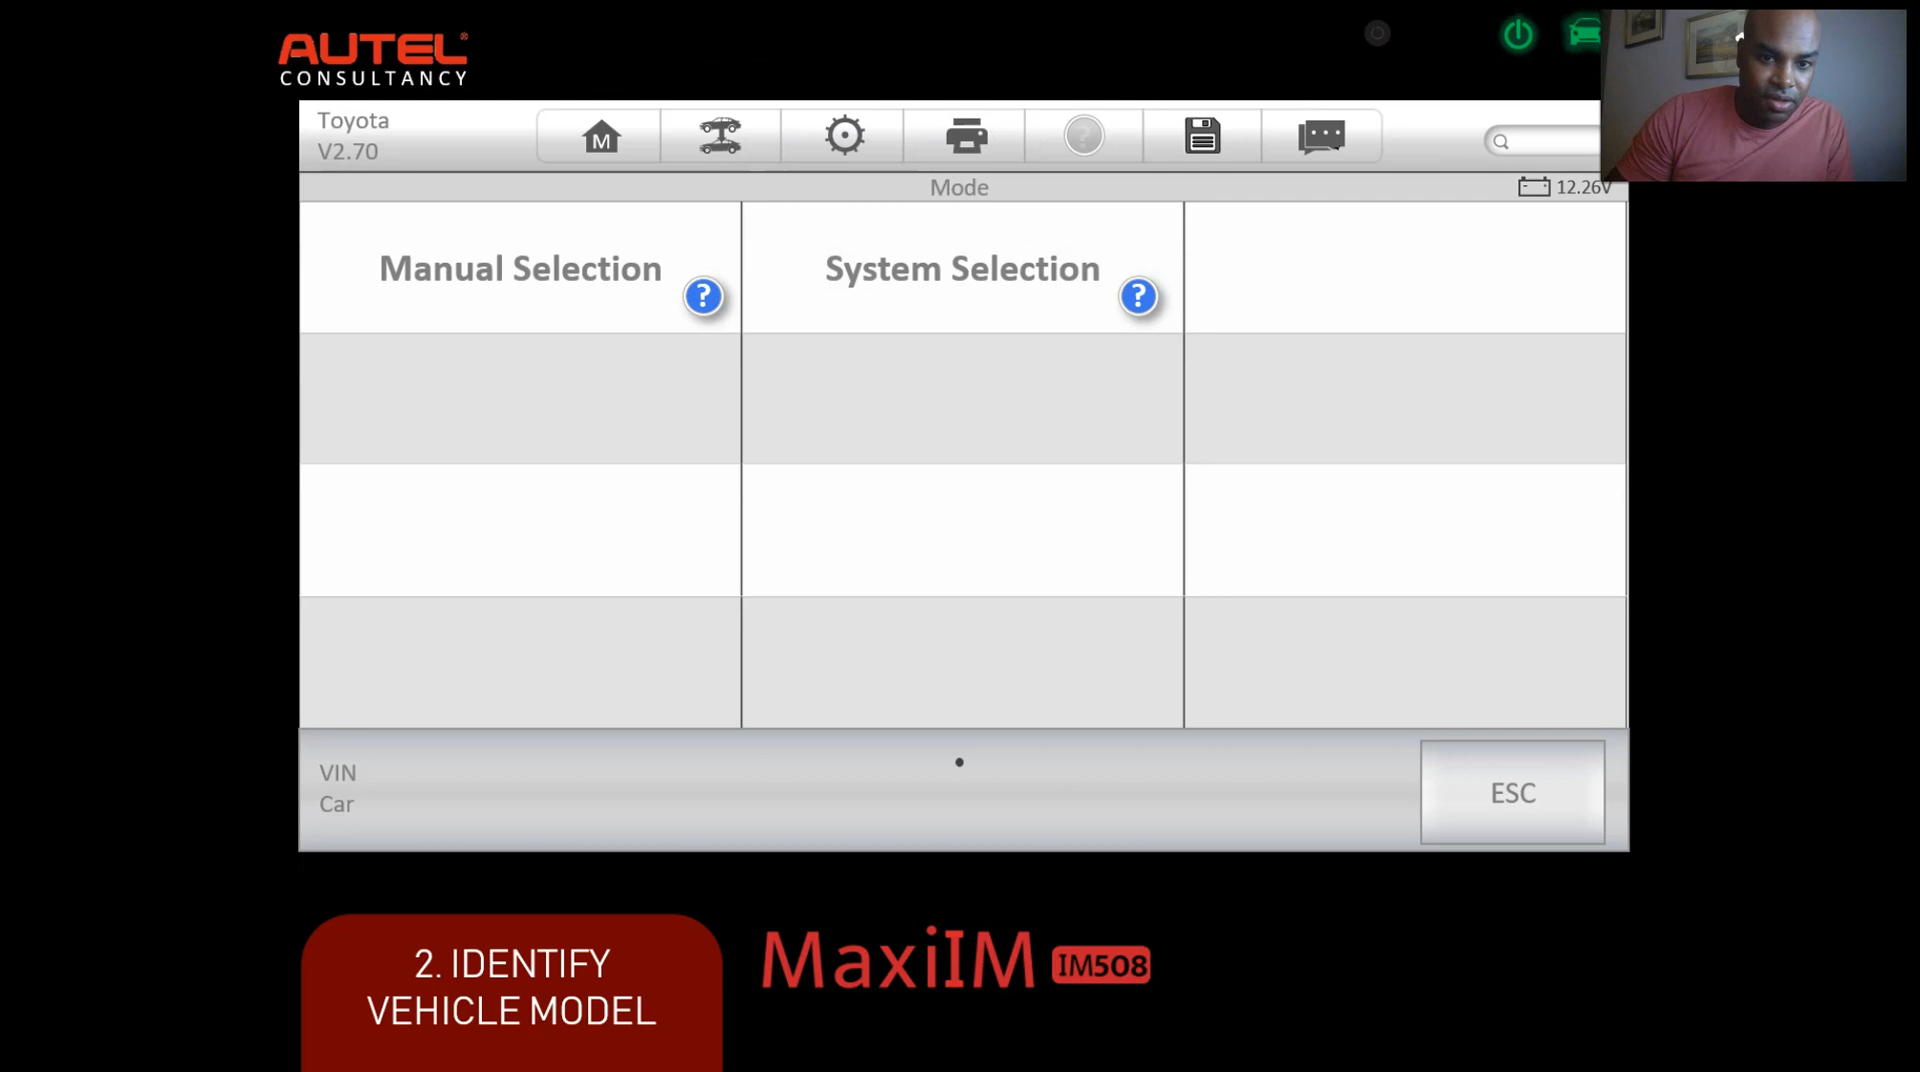 AUTEL
CONSULTANCY
Toyota
V2.70
M
?
Mode
12.26V
Manual Selection
?
System Selection
?
VIN
Car
ESC
2. IDENTIFY
VEHICLE MODEL
MaxiIM IM508